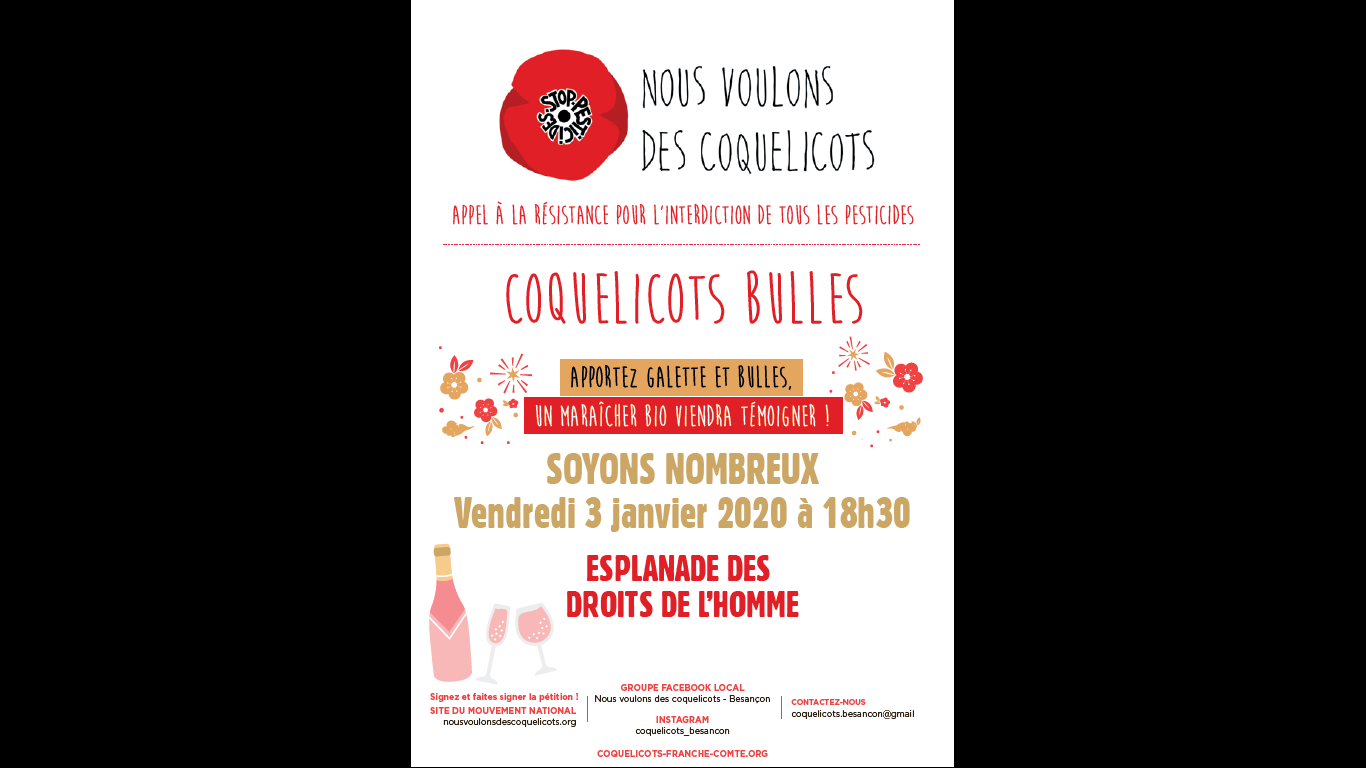 STOP·PESTICIDES·
NOUS VOULONS
DES COQUELICOTS
APPEL À LA RÉSISTANCE POUR L'INTERDICTION DE TOUS LES PESTICIDES
COQUELICOTS BULLES
APPORTEZ GALETTE ET BULLES,
UN MARAÎCHER BIO VIENDRA TÉMOIGNER !
SOYONS NOMBREUX
Vendredi 3 janvier 2020 à 18h30
ESPLANADE DES
DROITS DE L'HOMME
Signez et faites signer la pétition !
SITE DU MOUVEMENT NATIONAL
nousvoulonsdescoquelicots.org
GROUPE FACEBOOK LOCAL
Nous voulons des coquelicots - Besançon
INSTAGRAM
coquelicots_besancon
CONTACTEZ-NOUS
coquelicots.besancon@gmail
COQUELICOTS-FRANCHE-COMTE.ORG